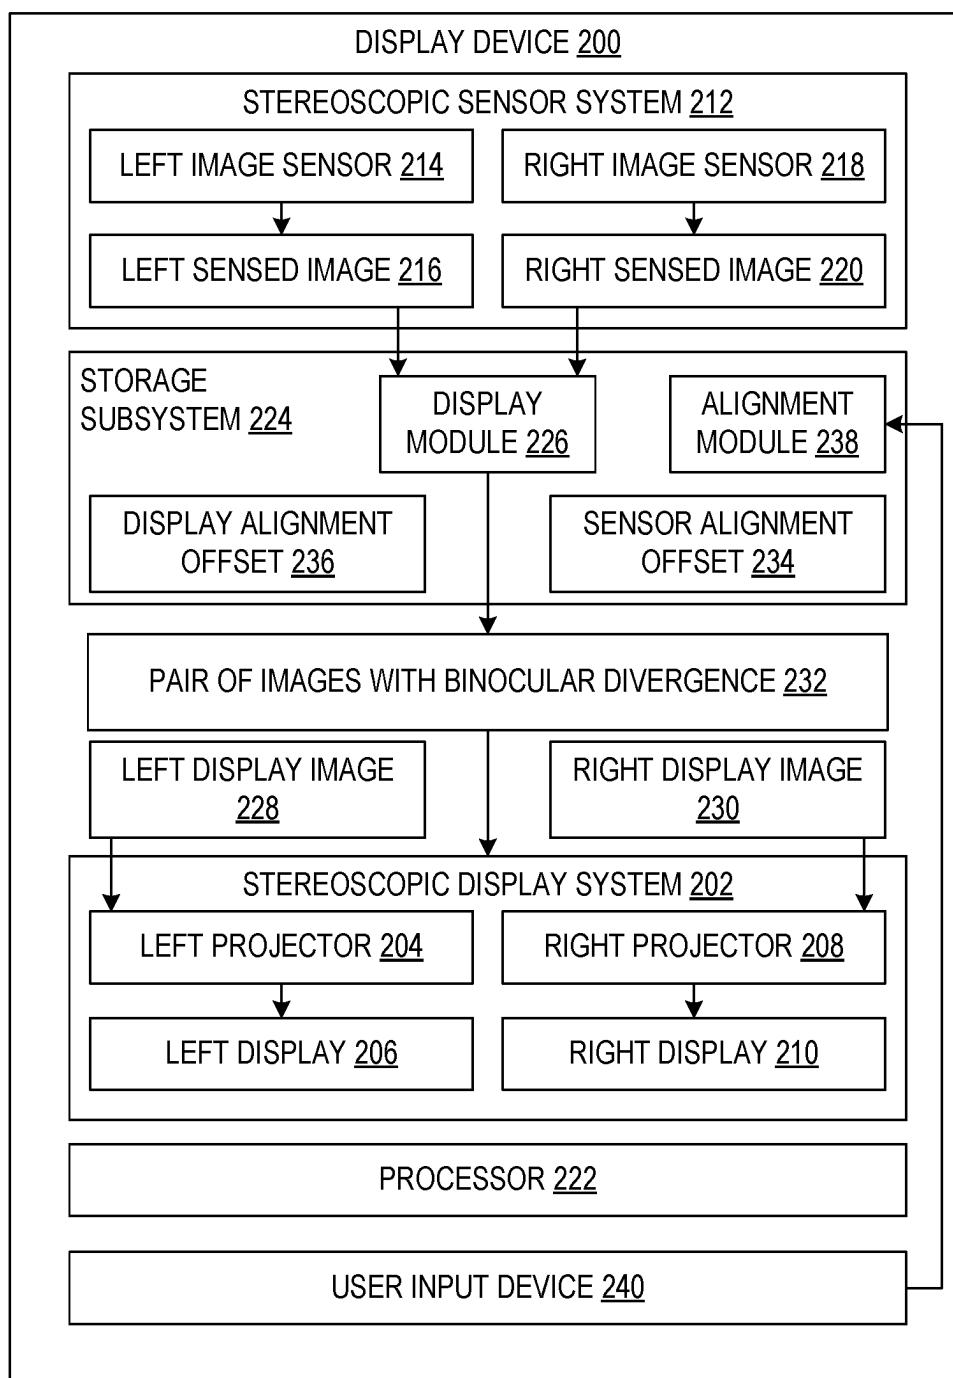 DISPLAY DEVICE 200
STEREOSCOPIC SENSOR SYSTEM 212
LEFT IMAGE SENSOR 214
RIGHT IMAGE SENSOR 218
LEFT SENSED IMAGE 216
RIGHT SENSED IMAGE 220
STORAGE
SUBSYSTEM 224
DISPLAY
MODULE 226
ALIGNMENT
MODULE 238
DISPLAY ALIGNMENT
OFFSET 236
SENSOR ALIGNMENT
OFFSET 234
PAIR OF IMAGES WITH BINOCULAR DIVERGENCE 232
LEFT DISPLAY IMAGE
228
RIGHT DISPLAY IMAGE
230
STEREOSCOPIC DISPLAY SYSTEM 202
LEFT PROJECTOR 204
RIGHT PROJECTOR 208
LEFT DISPLAY 206
RIGHT DISPLAY 210
PROCESSOR 222
USER INPUT DEVICE 240